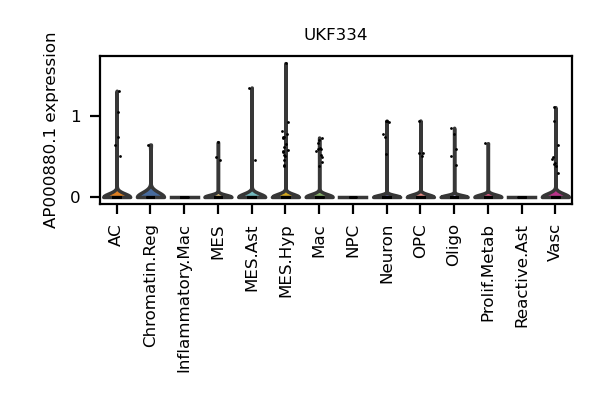 UKF334
AP000880.1 expression
1
0
AC
Chromatin.Reg
Inflammatory.Mac
MES
MES.Ast
MES.Hyp
Mac
NPC
Neuron
OPC
Oligo
Prolif.Metab
Reactive.Ast
Vasc